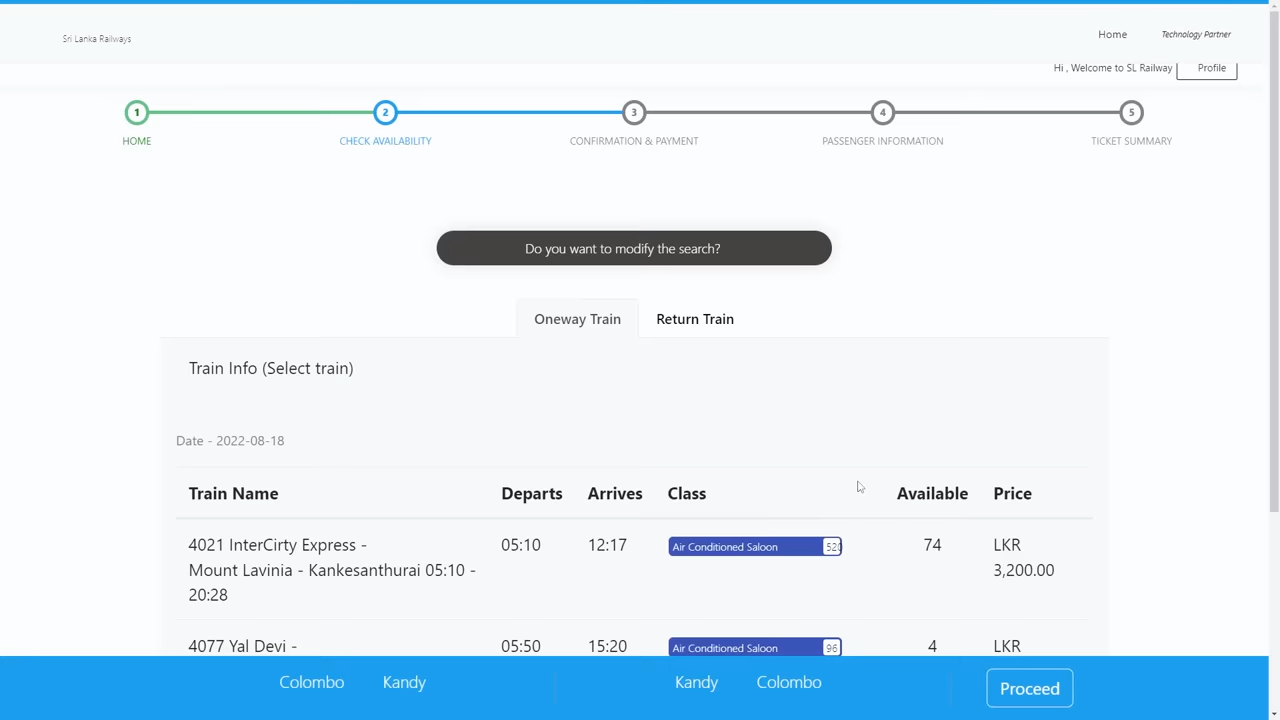 Sri Lanka Railways
Home Technology Partner
Hi , Welcome to SL Railway Profile
1 2 3 4 5
HOME CHECK AVAILABILITY CONFIRMATION & PAYMENT PASSENGER INFORMATION TICKET SUMMARY
Do you want to modify the search?
Oneway Train Return Train
Train Info (Select train)
Date - 2022-08-18
Train Name Departs Arrives Class Available Price
4021 InterCirty Express - 05:10 12:17 Air Conditioned Saloon 520 74 LKR
Mount Lavinia - Kankesanthurai 05:10 - 3,200.00
20:28
4077 Yal Devi - 05:50 15:20 Air Conditioned Saloon 96 4 LKR
Colombo Kandy Kandy Colombo Proceed